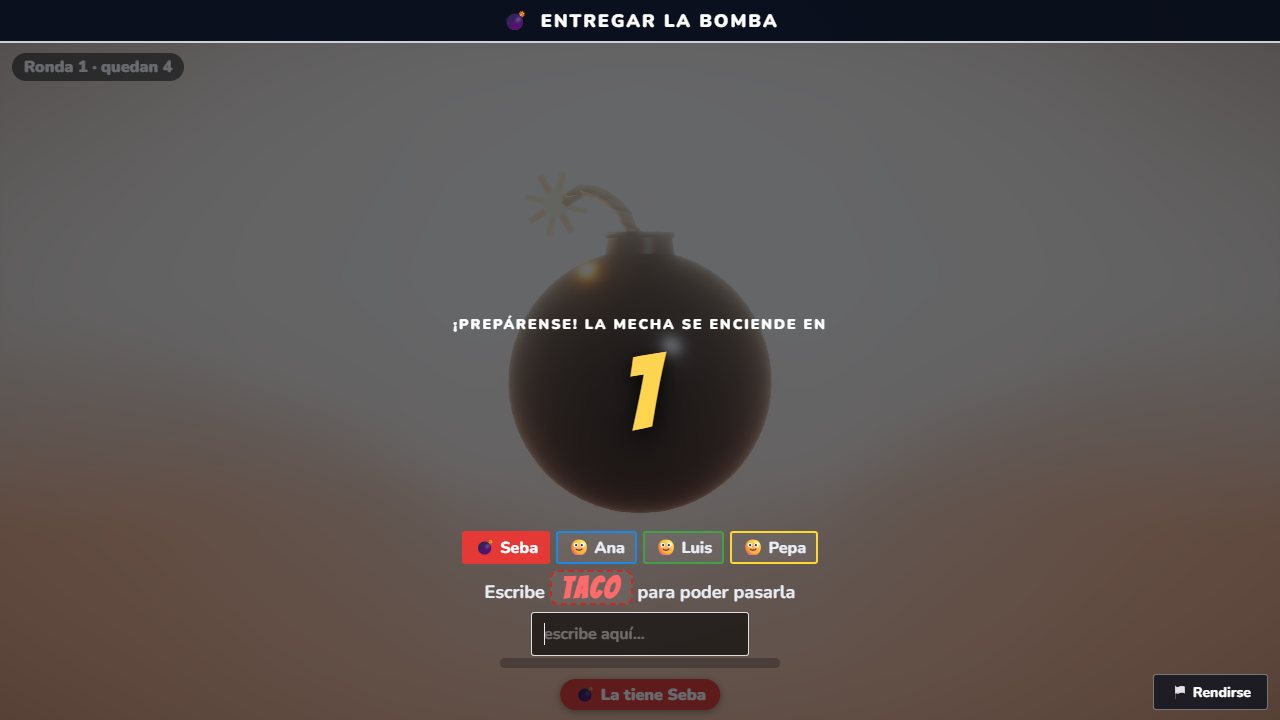 ENTREGAR LA BOMBA
Ronda 1 · quedan 4
¡PREPÁRENSE! LA MECHA SE ENCIENDE EN
1
Seba Ana Luis Pepa
Escribe TACO para poder pasarla
escribe aquí...
La tiene Seba
Rendirse